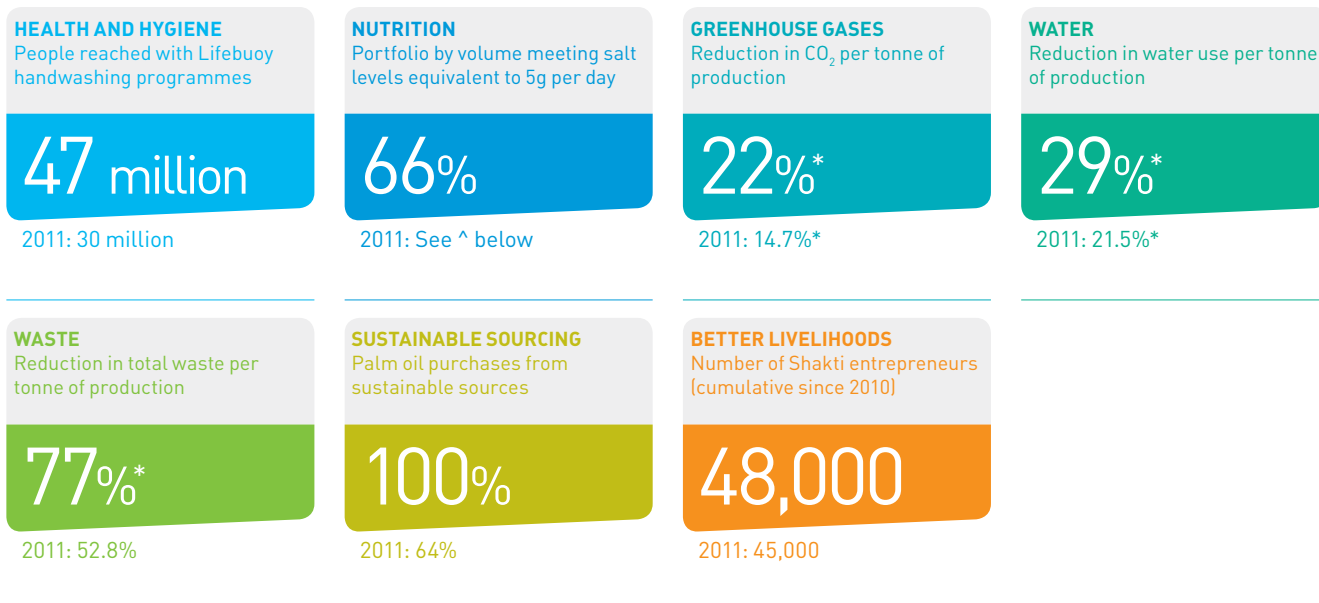 HEALTH AND HYGIENE
People reached with Lifebuoy
handwashing programmes
47 million
2011: 30 million
NUTRITION
Portfolio by volume meeting salt
levels equivalent to 5g per day
66%
2011: See ^ below
GREENHOUSE GASES
Reduction in CO₂ per tonne of
production
22%*
2011: 14.7%*
WATER
Reduction in water use per tonne
of production
29%*
2011: 21.5%*
WASTE
Reduction in total waste per
tonne of production
77%*
2011: 52.8%
SUSTAINABLE SOURCING
Palm oil purchases from
sustainable sources
100%
2011: 64%
BETTER LIVELIHOODS
Number of Shakti entrepreneurs
(cumulative since 2010)
48,000
2011: 45,000